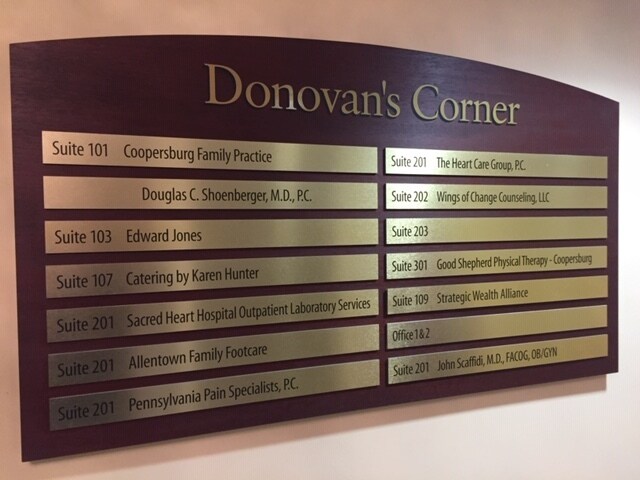 Donovan's Corner
Suite 101 Coopersburg Family Practice
Douglas C. Shoenberger, M.D., P.C.
Suite 103 Edward Jones
Suite 107 Catering by Karen Hunter
Suite 201 Sacred Heart Hospital Outpatient Laboratory Services
Suite 201 Allentown Family Footcare
Suite 201 Pennsylvania Pain Specialists, P.C.
Suite 201 The Heart Care Group, P.C.
Suite 202 Wings of Change Counseling, LLC
Suite 203
Suite 301 Good Shepherd Physical Therapy - Coopersburg
Suite 109 Strategic Wealth Alliance
Office 1 & 2
Suite 201 John Scaffidi, M.D., FACOG, OB/GYN